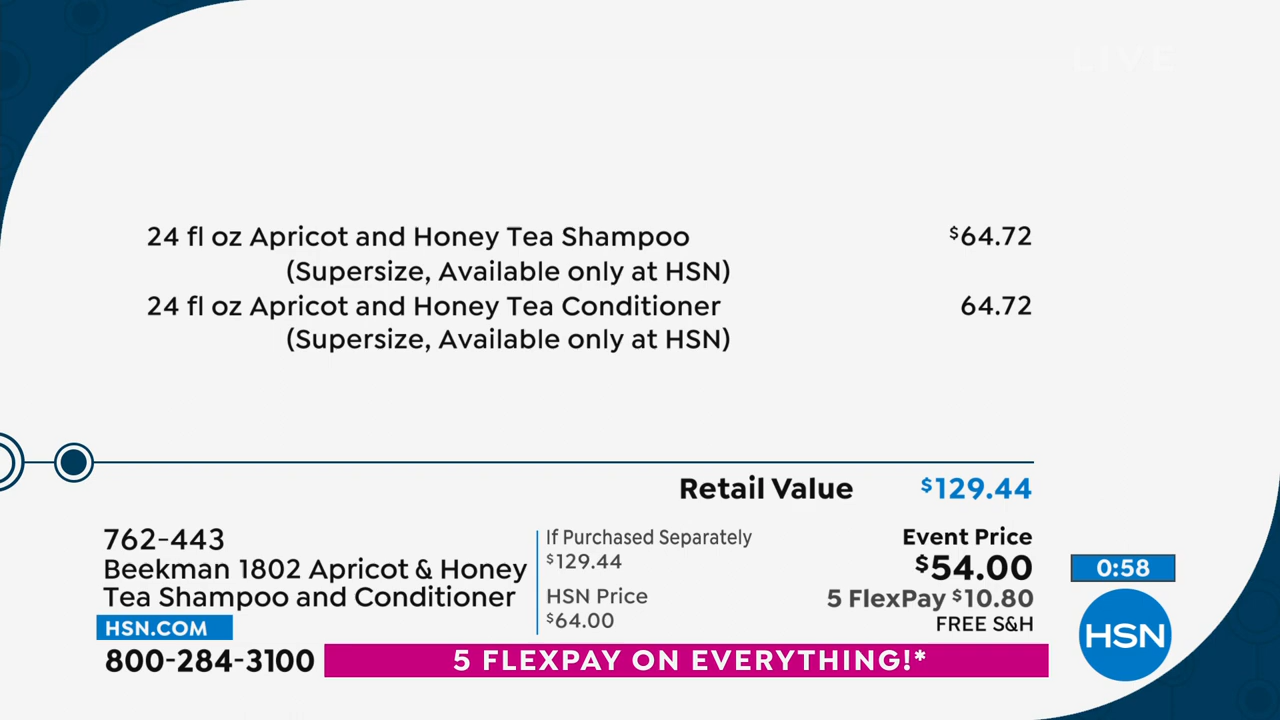 LIVE
24 fl oz Apricot and Honey Tea Shampoo $64.72
(Supersize, Available only at HSN)
24 fl oz Apricot and Honey Tea Conditioner 64.72
(Supersize, Available only at HSN)
Retail Value $129.44
762-443
Beekman 1802 Apricot & Honey
Tea Shampoo and Conditioner
HSN.COM
800-284-3100
If Purchased Separately
$129.44
HSN Price
$64.00
Event Price
$54.00
5 FlexPay $10.80
FREE S&H
0:58
HSN
5 FLEXPAY ON EVERYTHING!*